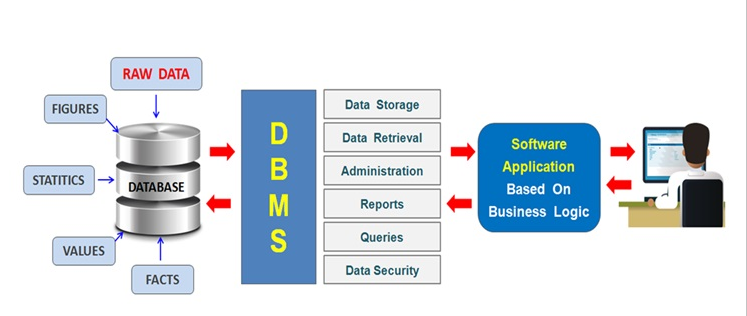 RAW DATA
FIGURES
STATITICS
DATABASE
VALUES
FACTS
D
B
M
S
Data Storage
Data Retrieval
Administration
Reports
Queries
Data Security
Software
Application
Based On
Business Logic